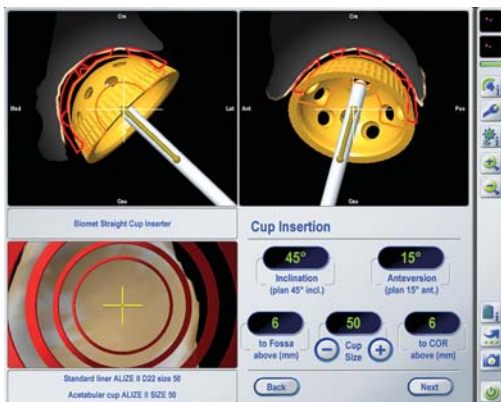 Cra
Med
Lat
Cau
Cra
Ant
Pos
Cau
Biomet Straight Cup Inserter
Standard liner ALIZE II D22 size 50
Acetabular cup ALIZE II SIZE 50
Cup Insertion
45°
Inclination
(plan 45° incl.)
15°
Anteversion
(plan 15° ant.)
6
to Fossa
above (mm)
50
Cup
Size
6
to COR
above (mm)
Back
Next